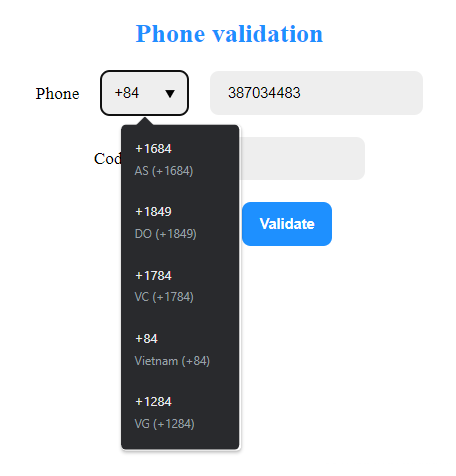 Phone validation
Phone +84 ▼ 387034483
+1684
AS (+1684)
Cod
+1849
DO (+1849)
Validate
+1784
VC (+1784)
+84
Vietnam (+84)
+1284
VG (+1284)